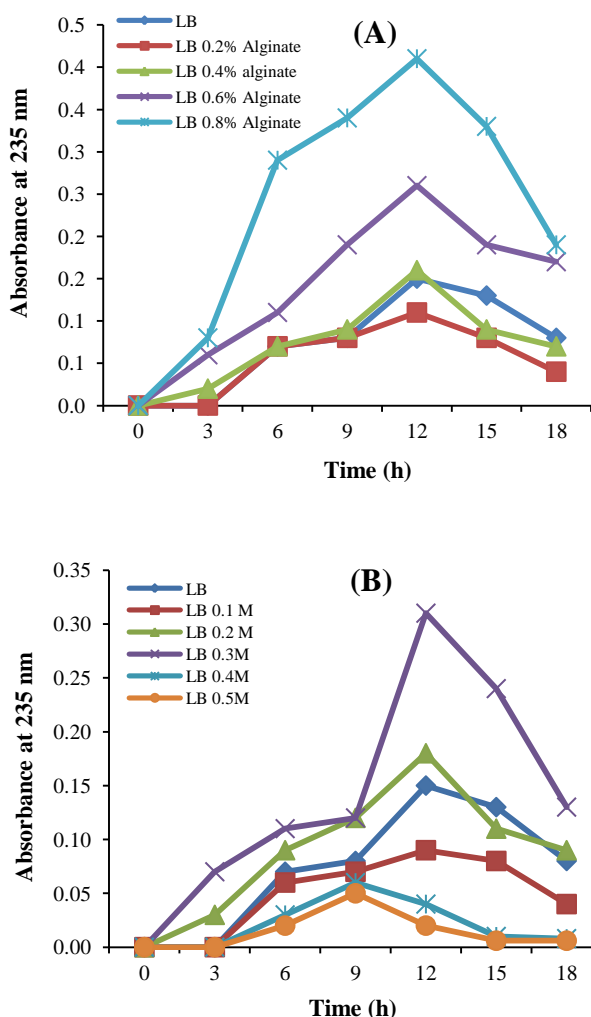 (A)
LB
LB 0.2% Alginate
LB 0.4% alginate
LB 0.6% Alginate
LB 0.8% Alginate
Absorbance at 235 nm
0.5
0.4
0.4
0.3
0.3
0.2
0.2
0.1
0.1
0.0
0 3 6 9 12 15 18
Time (h)
(B)
LB
LB 0.1 M
LB 0.2 M
LB 0.3M
LB 0.4M
LB 0.5M
Absorbance at 235 nm
0.35
0.30
0.25
0.20
0.15
0.10
0.05
0.00
0 3 6 9 12 15 18
Time (h)